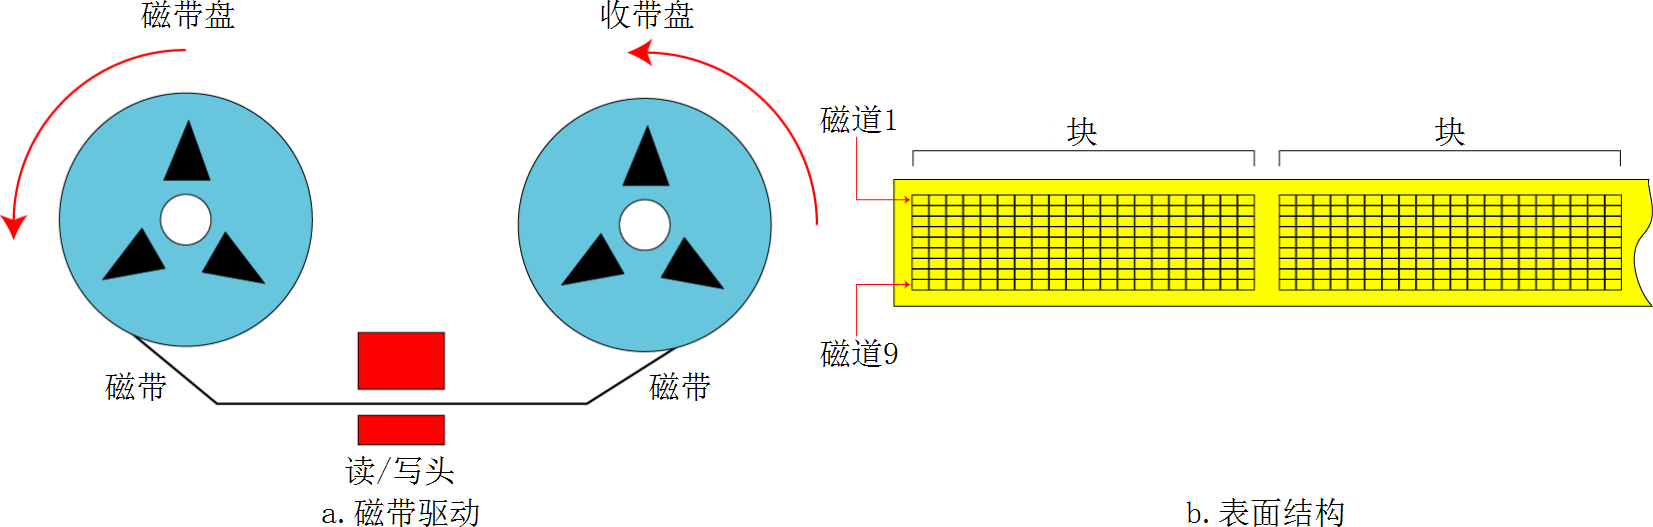 磁带盘
收带盘
磁道1
块
块
磁道9
磁带
磁带
读/写头
a.磁带驱动
b.表面结构